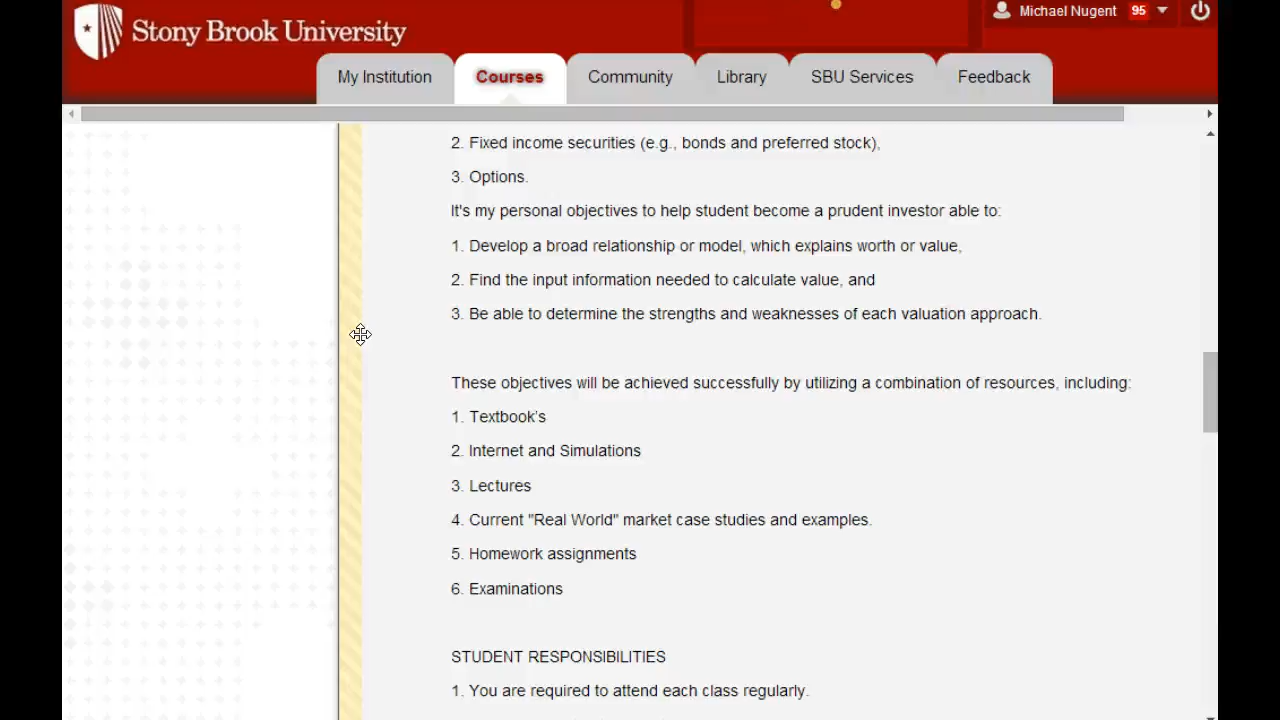 Stony Brook University
Michael Nugent 95
My Institution
Courses
Community
Library
SBU Services
Feedback
2. Fixed income securities (e.g., bonds and preferred stock),
3. Options.
It's my personal objectives to help student become a prudent investor able to:
1. Develop a broad relationship or model, which explains worth or value,
2. Find the input information needed to calculate value, and
3. Be able to determine the strengths and weaknesses of each valuation approach.
These objectives will be achieved successfully by utilizing a combination of resources, including:
1. Textbook's
2. Internet and Simulations
3. Lectures
4. Current "Real World" market case studies and examples.
5. Homework assignments
6. Examinations
STUDENT RESPONSIBILITIES
1. You are required to attend each class regularly.